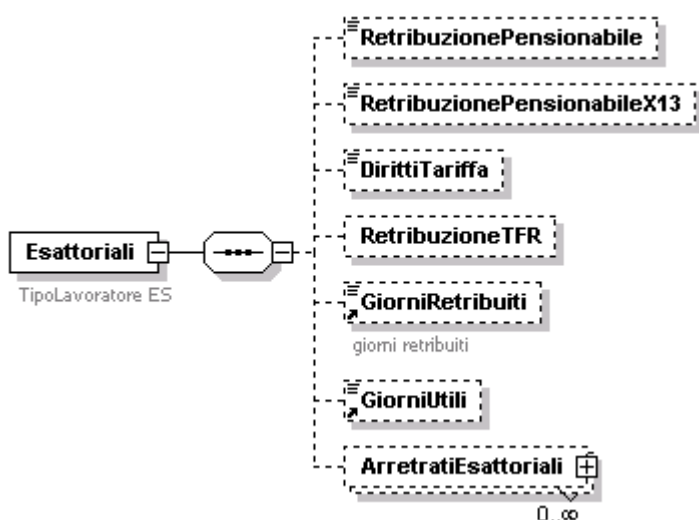 RetribuzionePensionabile
RetribuzionePensionabileX13
DirittiTariffa
Esattoriali
TipoLavoratore ES
RetribuzioneTFR
GiorniRetribuiti
giorni retribuiti
GiorniUtili
ArretratiEsattoriali
0..∞